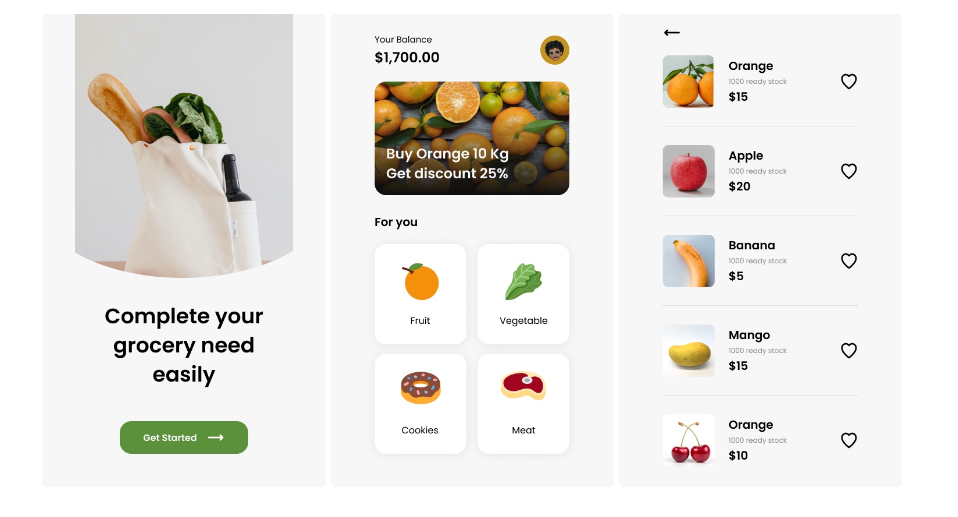 Complete your
grocery need
easily
Get Started
Your Balance
$1,700.00
Buy Orange 10 Kg
Get discount 25%
For you
Fruit
Vegetable
Cookies
Meat
Orange
1000 ready stock
$15
Apple
1000 ready stock
$20
Banana
1000 ready stock
$5
Mango
1000 ready stock
$15
Orange
1000 ready stock
$10